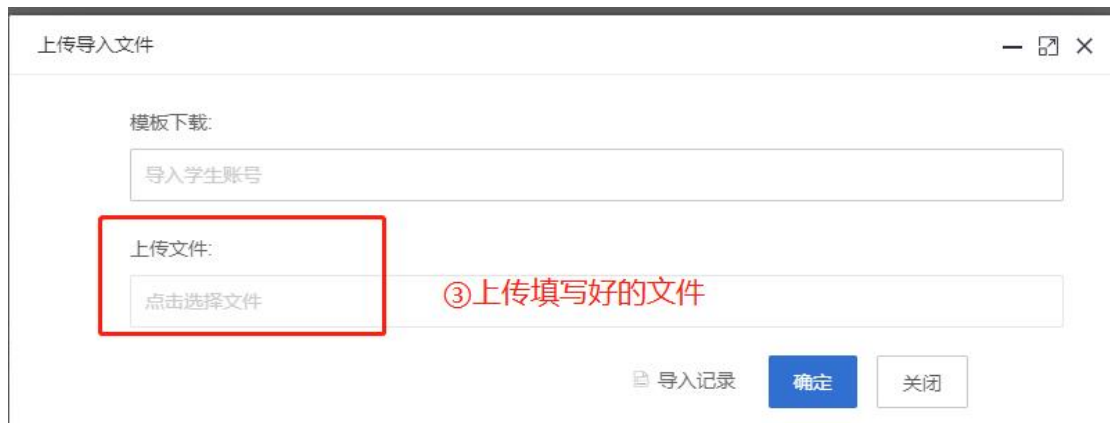 上传导入文件
模板下载:
导入学生账号
上传文件:
点击选择文件
③上传填写好的文件
导入记录
确定
关闭